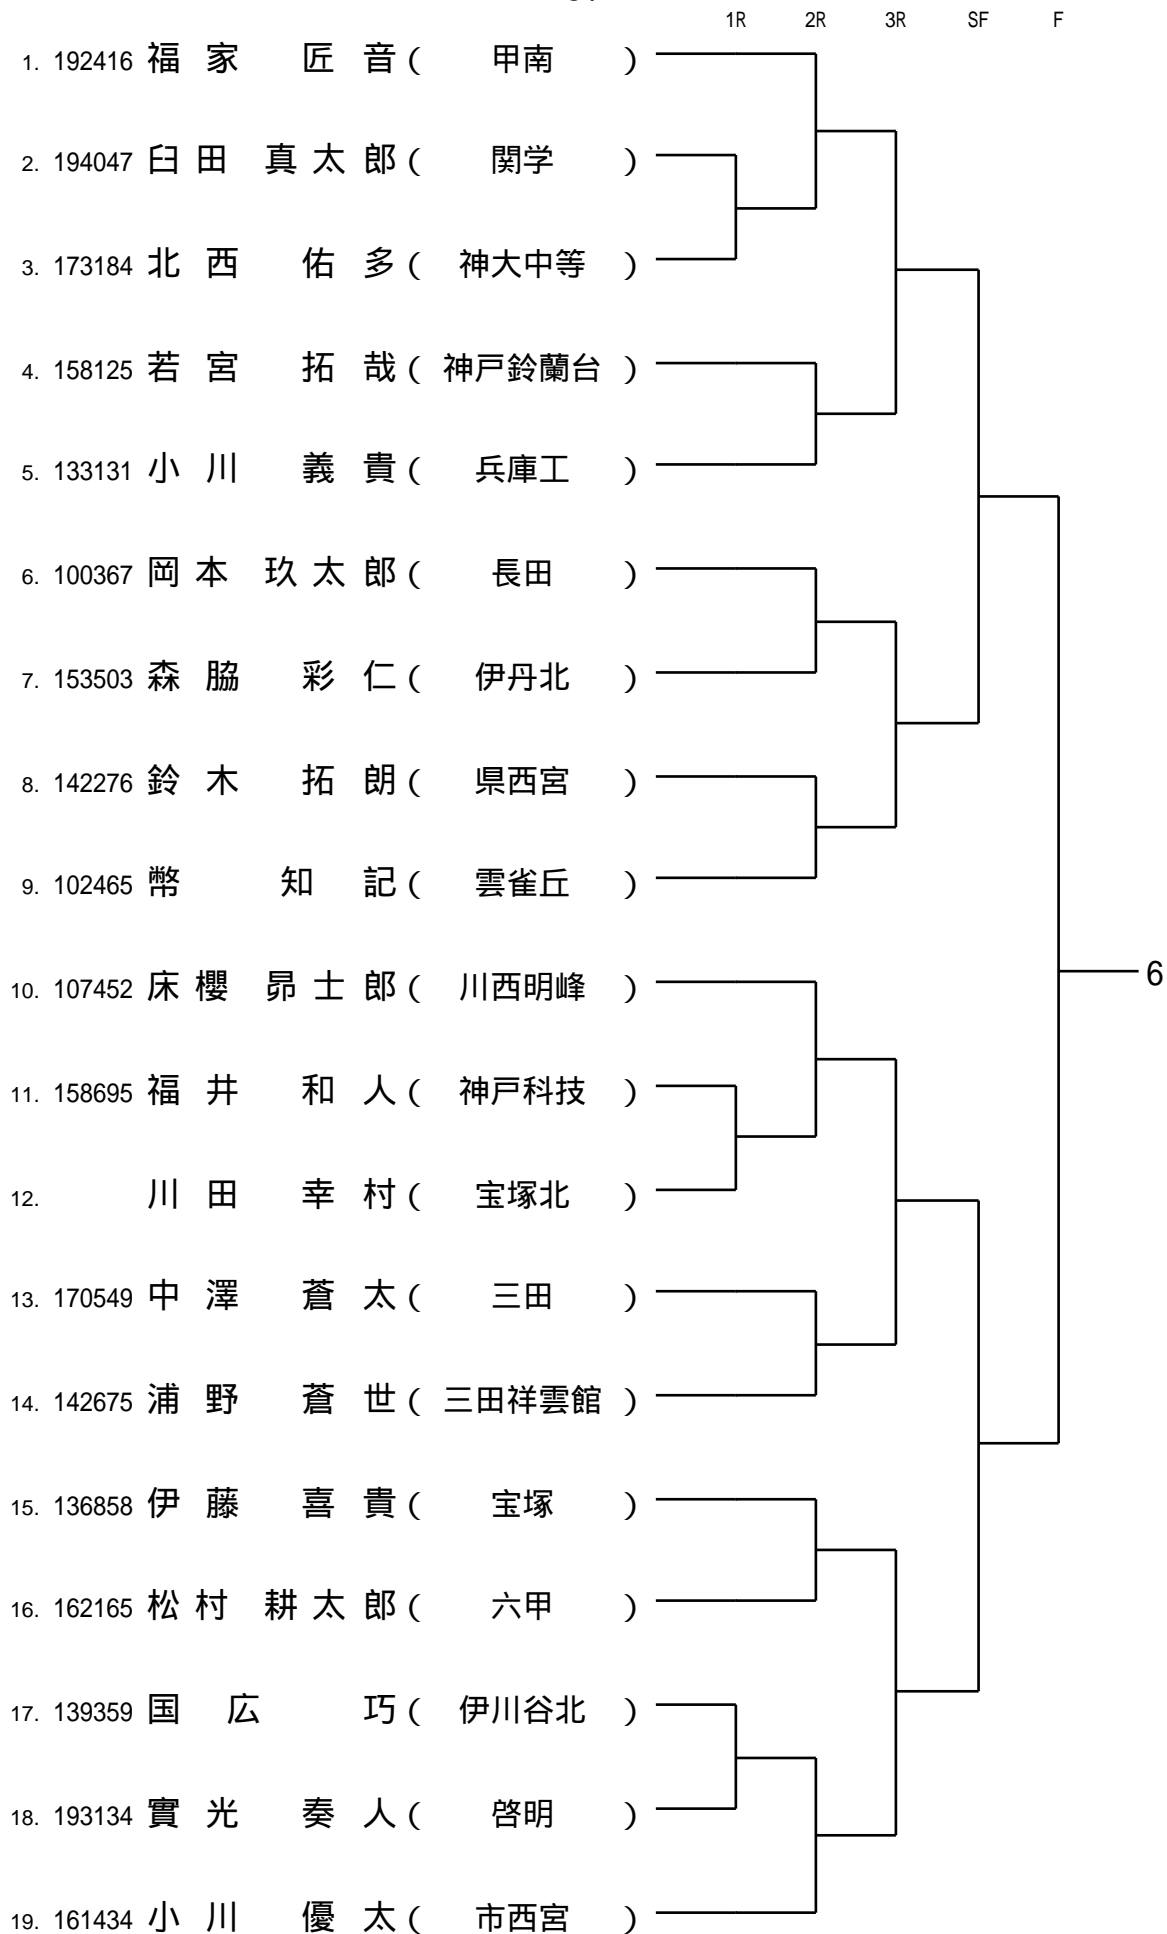 1R 2R 3R SF F
1. 192416 福家 匠音 ( 甲南 )
2. 194047 臼田 真太郎 ( 関学 )
3. 173184 北西 佑多 ( 神大中等 )
4. 158125 若宮 拓哉 ( 神戸鈴蘭台 )
5. 133131 小川 義貴 ( 兵庫工 )
6. 100367 岡本 玖太郎 ( 長田 )
7. 153503 森脇 彩仁 ( 伊丹北 )
8. 142276 鈴木 拓朗 ( 県西宮 )
9. 102465 幣 知記 ( 雲雀丘 )
10. 107452 床櫻 昴士郎 ( 川西明峰 )
6
11. 158695 福井 和人 ( 神戸科技 )
12. 川田 幸村 ( 宝塚北 )
13. 170549 中澤 蒼太 ( 三田 )
14. 142675 浦野 蒼世 ( 三田祥雲館 )
15. 136858 伊藤 喜貴 ( 宝塚 )
16. 162165 松村 耕太郎 ( 六甲 )
17. 139359 国広 巧 ( 伊川谷北 )
18. 193134 實光 奏人 ( 啓明 )
19. 161434 小川 優太 ( 市西宮 )